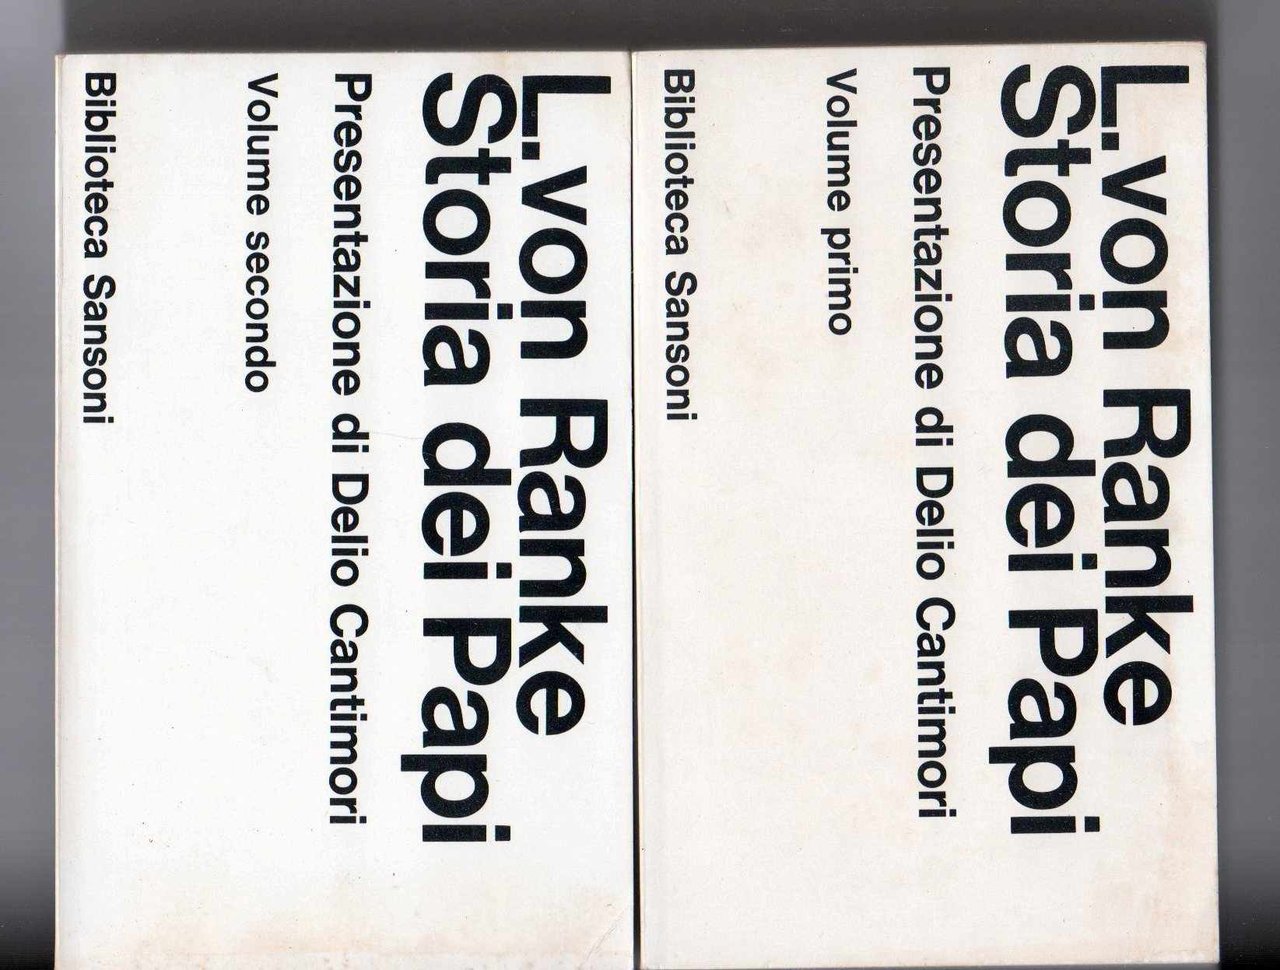 L. von Ranke
Storia dei Papi
Presentazione di Delio Cantimori
Volume primo
Biblioteca Sansoni
L. von Ranke
Storia dei Papi
Presentazione di Delio Cantimori
Volume secondo
Biblioteca Sansoni